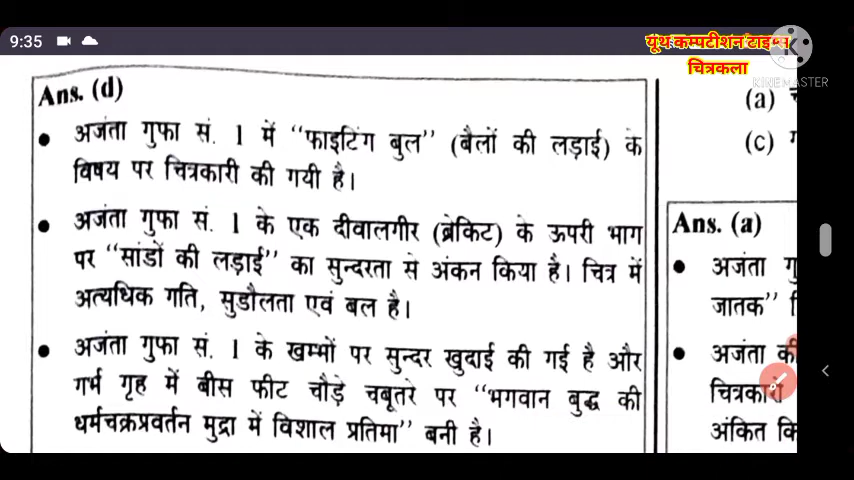 9:35
यूथ कम्पटीशन टाइम्स
चित्रकला
KINEMASTER
Ans. (d)
• अजंता गुफा सं. 1 में “फाइटिंग बुल” (बैलों की लड़ाई) के
विषय पर चित्रकारी की गयी है।
• अजंता गुफा सं. 1 के एक दीवालगीर (ब्रेकिट) के ऊपरी भाग
पर “सांडों की लड़ाई” का सुन्दरता से अंकन किया है। चित्र में
अत्यधिक गति, सुडौलता एवं बल है।
• अजंता गुफा सं. 1 के खम्भों पर सुन्दर खुदाई की गई है और
गर्भ गृह में बीस फीट चौड़े चबूतरे पर “भगवान बुद्ध की
धर्मचक्रप्रवर्तन मुद्रा में विशाल प्रतिमा” बनी है।
(a)
(c)
Ans. (a)
• अजंता
जातक”
• अजंता की
चित्रकारों
अंकित